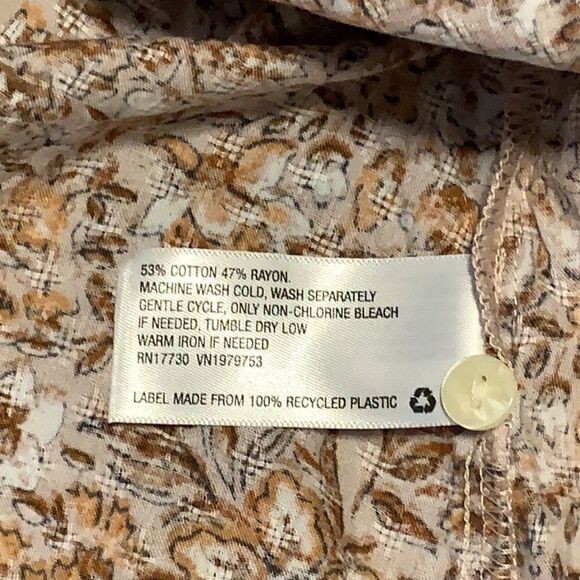 53% COTTON 47% RAYON.
MACHINE WASH COLD, WASH SEPARATELY
GENTLE CYCLE, ONLY NON-CHLORINE BLEACH
IF NEEDED, TUMBLE DRY LOW
WARM IRON IF NEEDED
RN17730 VN1979753
LABEL MADE FROM 100% RECYCLED PLASTIC